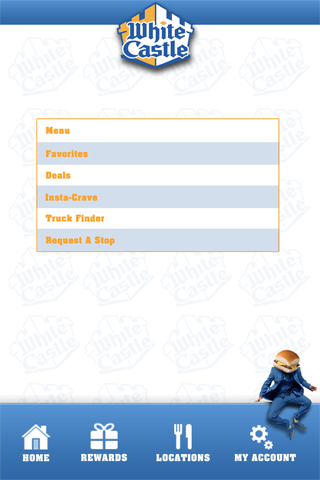 White
Castle
Menu
Favorites
Deals
Insta-Crave
Truck Finder
Request A Stop
HOME
REWARDS
LOCATIONS
MY ACCOUNT